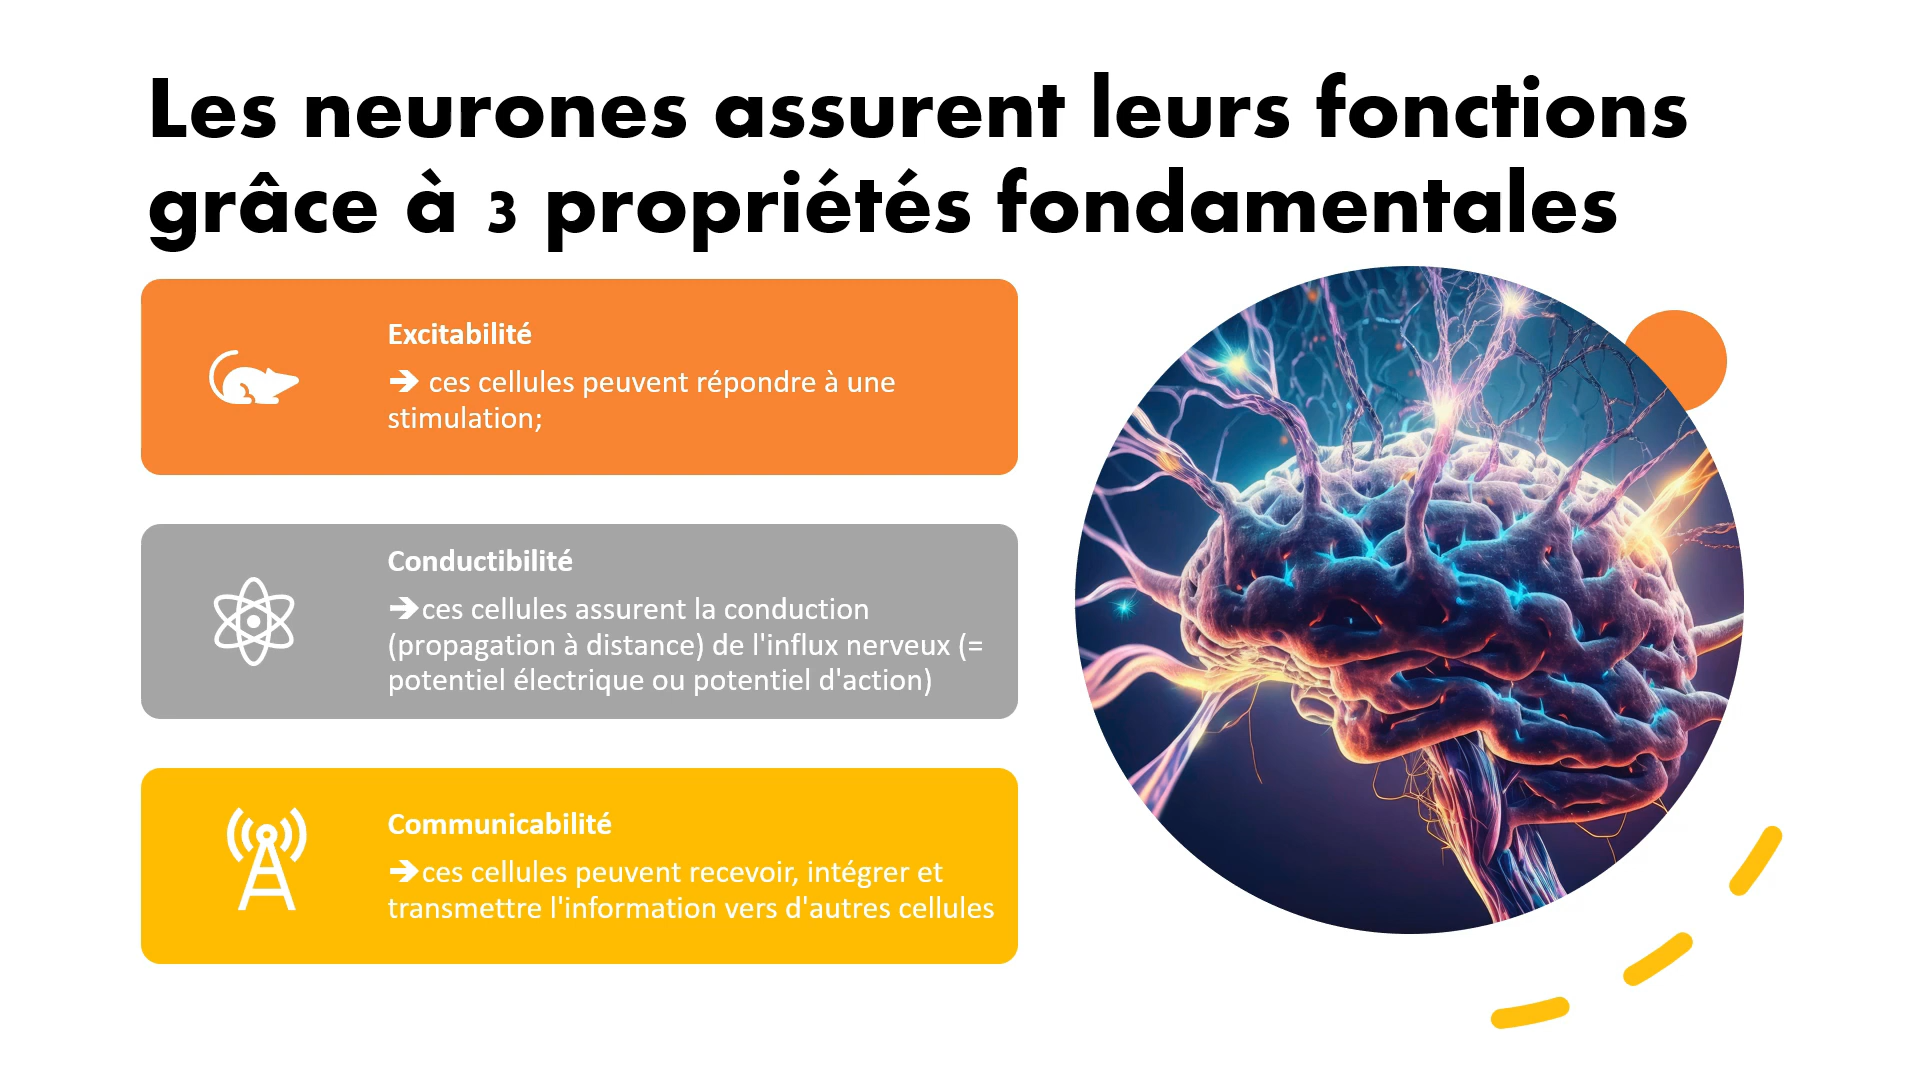 Les neurones assurent leurs fonctions
grâce à 3 propriétés fondamentales
Excitabilité
➔ ces cellules peuvent répondre à une
stimulation;
Conductibilité
➔ces cellules assurent la conduction
(propagation à distance) de l'influx nerveux (=
potentiel électrique ou potentiel d'action)
Communicabilité
➔ces cellules peuvent recevoir, intégrer et
transmettre l'information vers d'autres cellules